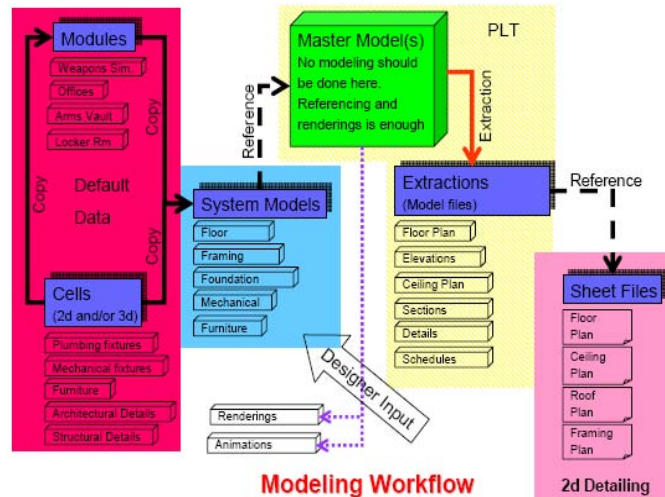 Modules
Weapons Sim.
Offices
Arms Vault
Locker Rm
Copy
Copy
Default
Data
Copy
Cells
(2d and/or 3d)
Plumbing fixtures
Mechanical fixtures
Furniture
Architectural Details
Structural Details
System Models
Floor
Framing
Foundation
Mechanical
Furniture
Reference
Master Model(s)
No modeling should
be done here.
Referencing and
renderings is enough
PLT
Extraction
Extractions
(Model files)
Floor Plan
Elevations
Ceiling Plan
Sections
Details
Schedules
Reference
Sheet Files
Floor
Plan
Ceiling
Plan
Roof
Plan
Framing
Plan
2d Detailing
Designer Input
Renderings
Animations
Modeling Workflow